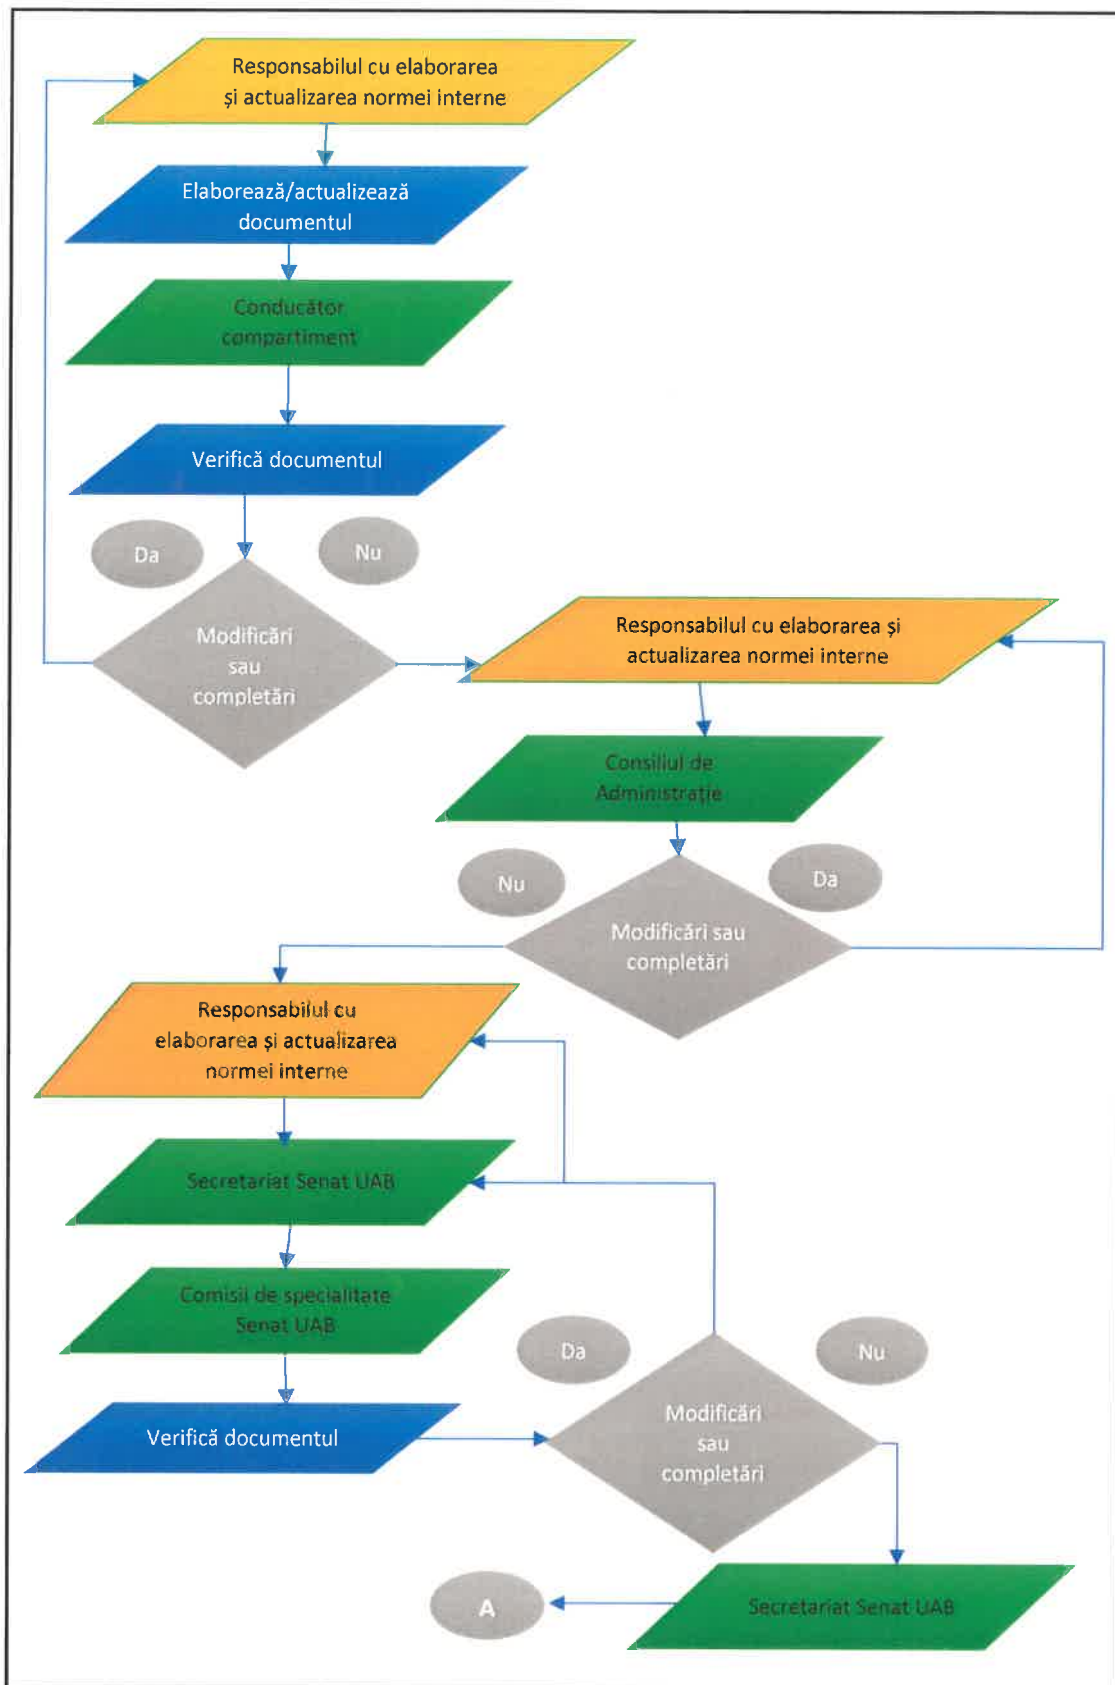 Responsabilul cu elaborarea
și actualizarea normei interne
Elaborează/actualizează
documentul
Conducător
compartiment
Verifică documentul
Da
Nu
Modificări
sau
completări
Responsabilul cu elaborarea și
actualizarea normei interne
Consiliul de
Administrație
Nu
Da
Modificări sau
completări
Responsabilul cu
elaborarea și actualizarea
normei interne
Secretariat Senat UAB
Comisii de specialitate
Senat UAB
Da
Nu
Verifică documentul
Modificări
sau
completări
Secretariat Senat UAB
A